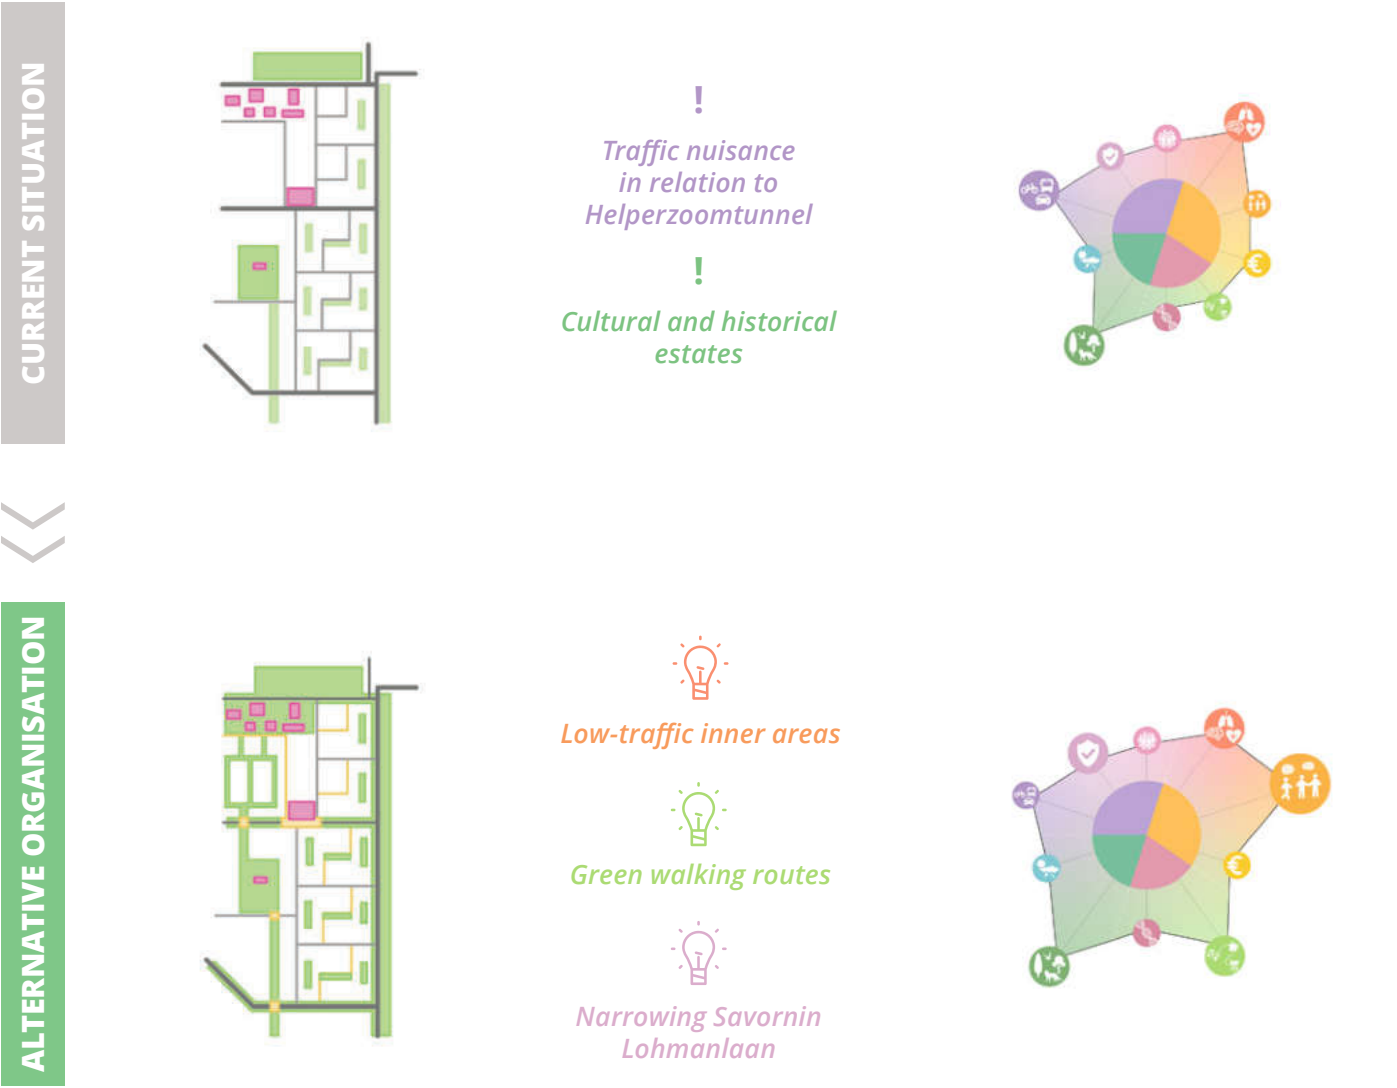 CURRENT SITUATION
!
Traffic nuisance
in relation to
Helperzoomtunnel
!
Cultural and historical
estates
€
ALTERNATIVE ORGANISATION
Low-traffic inner areas
Green walking routes
Narrowing Savornin
Lohmanlaan
€